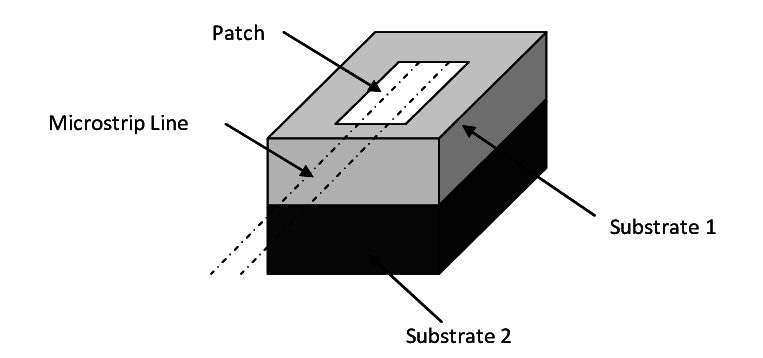 Patch
Microstrip Line
Substrate 1
Substrate 2